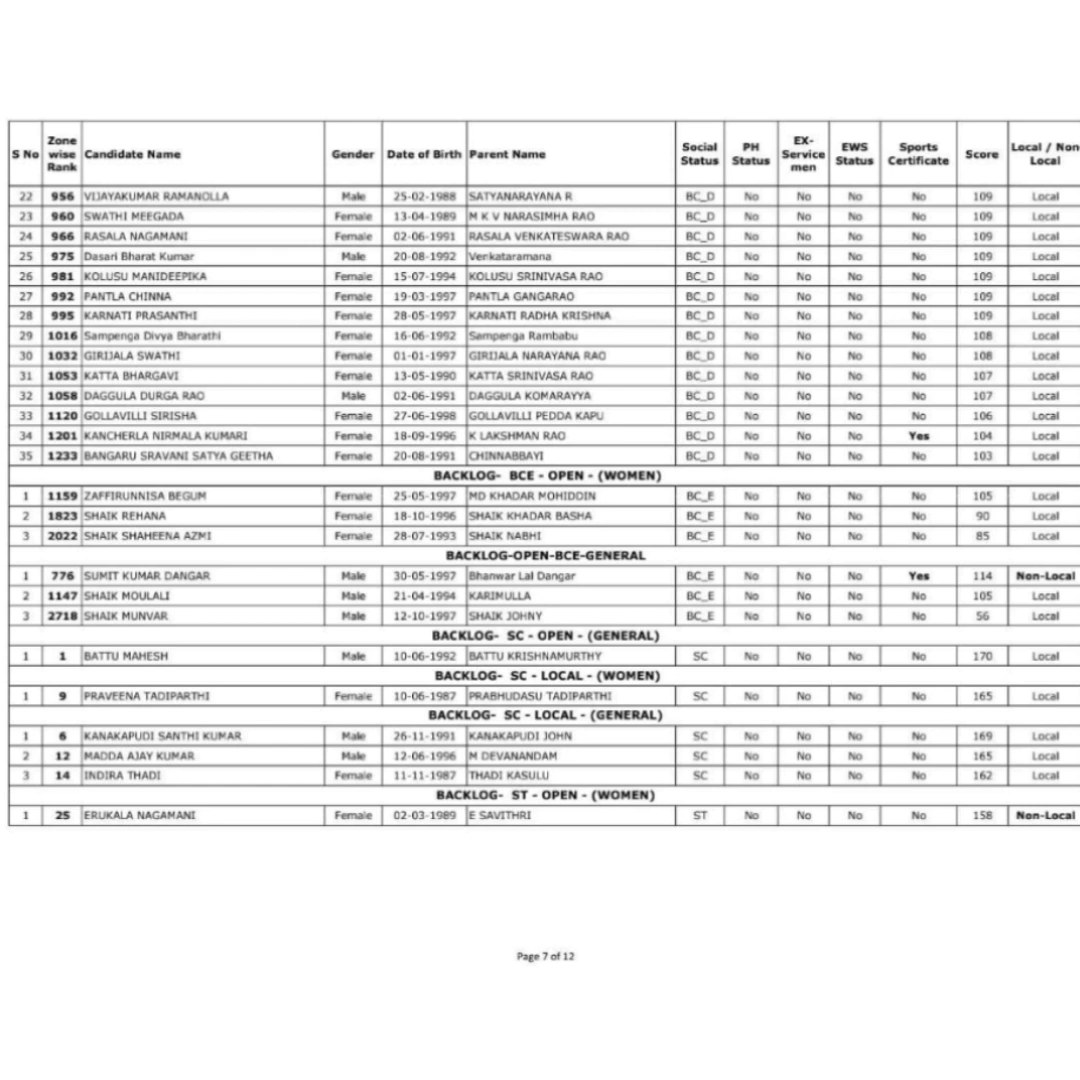 S No Zone wise Rank Candidate Name Gender Date of Birth Parent Name Social Status PH Status EX-Service men EWS Status Sports Certificate Score Local / Non-Local
22 956 VIJAYAKUMAR RAMANOLLA Male 25-02-1988 SATYANARAYANA R BC_D No No No No 109 Local
23 960 SWATHI MEEGADA Female 13-04-1989 M K V NARASIMHA RAO BC_D No No No No 109 Local
24 966 RASALA NAGAMANI Female 02-06-1991 RASALA VENKATESWARA RAO BC_D No No No No 109 Local
25 975 Dasari Bharat Kumar Male 20-08-1992 Venkataramana BC_D No No No No 109 Local
26 981 KOLUSU MANIDEEPIKA Female 15-07-1994 KOLUSU SRINIVASA RAO BC_D No No No No 109 Local
27 992 PANTLA CHINNA Female 19-03-1997 PANTLA GANGARAO BC_D No No No No 109 Local
28 995 KARNATI PRASANTHI Female 28-05-1997 KARNATI RADHA KRISHNA BC_D No No No No 109 Local
29 1016 Sampenga Divya Bharathi Female 16-06-1992 Sampenga Rambabu BC_D No No No No 108 Local
30 1032 GIRIJALA SWATHI Female 01-01-1997 GIRIJALA NARAYANA RAO BC_D No No No No 108 Local
31 1053 KATTA BHARGAVI Female 13-05-1990 KATTA SRINIVASA RAO BC_D No No No No 107 Local
32 1058 DAGGULA DURGA RAO Male 02-06-1991 DAGGULA KOMARAYYA BC_D No No No No 107 Local
33 1120 GOLLAVILLI SIRISHA Female 27-06-1998 GOLLAVILLI PEDDA KAPU BC_D No No No No 106 Local
34 1201 KANCHERLA NIRMALA KUMARI Female 18-09-1996 K LAKSHMAN RAO BC_D No No No Yes 104 Local
35 1233 BANGARU SRAVANI SATYA GEETHA Female 20-08-1991 CHINNABBAYI BC_D No No No No 103 Local
BACKLOG- BCE - OPEN - (WOMEN)
1 1159 ZAFFIRUNNISA BEGUM Female 25-05-1997 MD KHADAR MOHIDDIN BC_E No No No No 105 Local
2 1823 SHAIK REHANA Female 18-10-1996 SHAIK KHADAR BASHA BC_E No No No No 90 Local
3 2022 SHAIK SHAHEENA AZMI Female 28-07-1993 SHAIK NABHI BC_E No No No No 85 Local
BACKLOG-OPEN-BCE-GENERAL
1 776 SUMIT KUMAR DANGAR Male 30-05-1997 Bhanwar Lal Dangar BC_E No No No Yes 114 Non-Local
2 1147 SHAIK MOULALI Male 21-04-1994 KARIMULLA BC_E No No No No 105 Local
3 2718 SHAIK MUNVAR Male 12-10-1997 SHAIK JOHNY BC_E No No No No 56 Local
BACKLOG- SC - OPEN - (GENERAL)
1 1 BATTU MAHESH Male 10-06-1992 BATTU KRISHNAMURTHY SC No No No No 170 Local
BACKLOG- SC - LOCAL - (WOMEN)
1 9 PRAVEENA TADIPARTHI Female 10-06-1987 PRABHUDASU TADIPARTHI SC No No No No 165 Local
BACKLOG- SC - LOCAL - (GENERAL)
1 6 KANAKAPUDI SANTHI KUMAR Male 26-11-1991 KANAKAPUDI JOHN SC No No No No 169 Local
2 12 MADDA AJAY KUMAR Male 12-06-1996 M DEVANANDAM SC No No No No 165 Local
3 14 INDIRA THADI Female 11-11-1987 THADI KASULU SC No No No No 162 Local
BACKLOG- ST - OPEN - (WOMEN)
1 25 ERUKALA NAGAMANI Female 02-03-1989 E SAVITHRI ST No No No No 158 Non-Local
Page 7 of 12